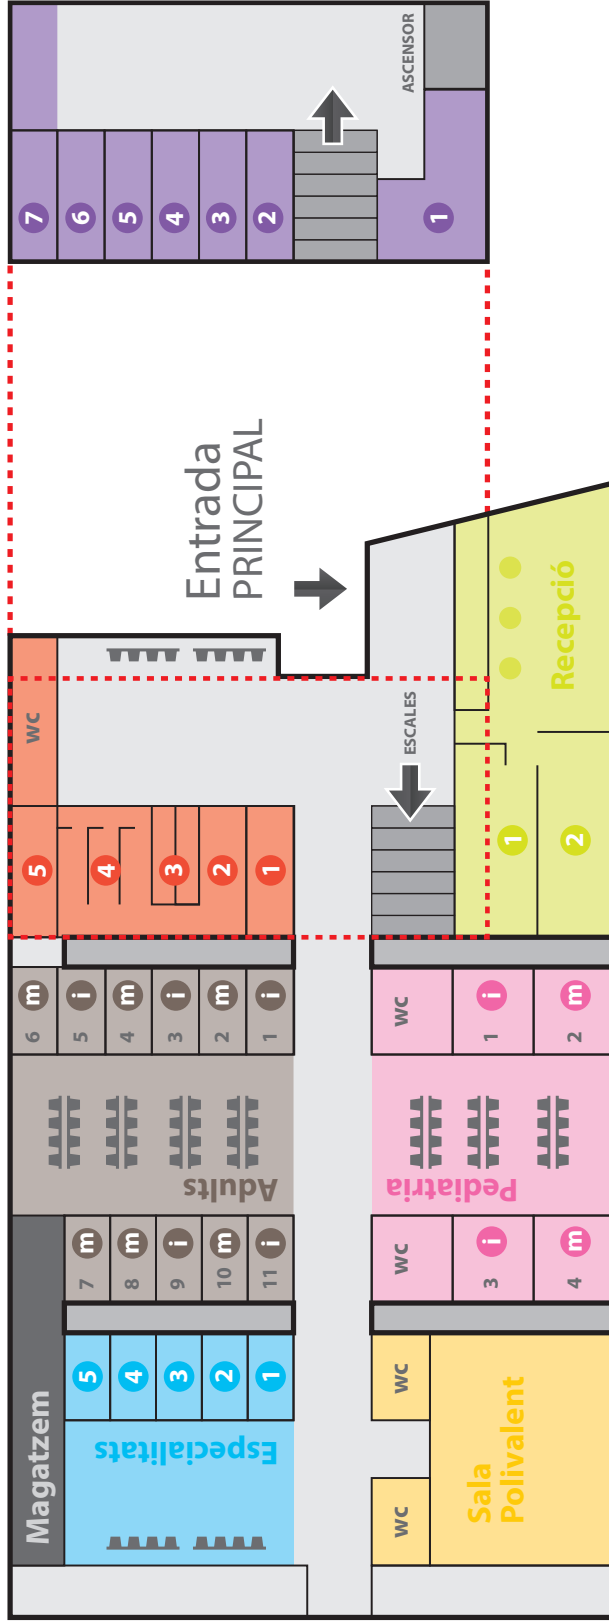 ASCENSOR
7
6
5
4
3
2
1
Entrada
PRINCIPAL
wc
5
4
3
2
1
ESCALES
Recepció
1
2
6 m
5 i
4 m
3 i
2 m
1 i
Adults
7 m
8 m
9 i
10 m
11 i
wc
1 i
2 m
Pediatria
wc
3 i
4 m
Magatzem
5
4
3
2
1
Especialitats
wc
wc
Sala
Polivalent